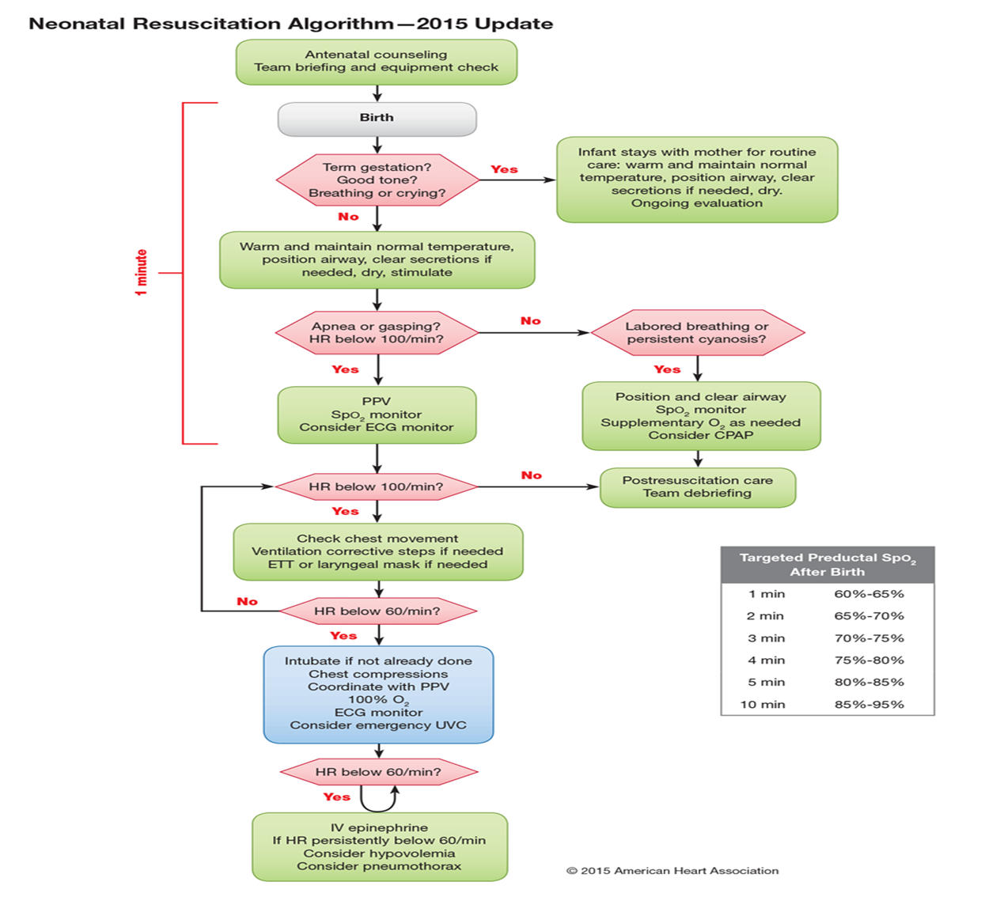 Neonatal Resuscitation Algorithm—2015 Update
Antenatal counseling
Team briefing and equipment check
Birth
Term gestation?
Good tone?
Breathing or crying?
Yes
Infant stays with mother for routine
care: warm and maintain normal
temperature, position airway, clear
secretions if needed, dry.
Ongoing evaluation
No
Warm and maintain normal temperature,
position airway, clear secretions if
needed, dry, stimulate
1 minute
Apnea or gasping?
HR below 100/min?
No
Labored breathing or
persistent cyanosis?
Yes
Yes
PPV
SpO₂ monitor
Consider ECG monitor
Position and clear airway
SpO₂ monitor
Supplementary O₂ as needed
Consider CPAP
HR below 100/min?
No
Postresuscitation care
Team debriefing
Yes
Check chest movement
Ventilation corrective steps if needed
ETT or laryngeal mask if needed
HR below 60/min?
No
Yes
Intubate if not already done
Chest compressions
Coordinate with PPV
100% O₂
ECG monitor
Consider emergency UVC
HR below 60/min?
Yes
IV epinephrine
If HR persistently below 60/min
Consider hypovolemia
Consider pneumothorax
Targeted Preductal SpO₂
After Birth
1 min 60%-65%
2 min 65%-70%
3 min 70%-75%
4 min 75%-80%
5 min 80%-85%
10 min 85%-95%
© 2015 American Heart Association